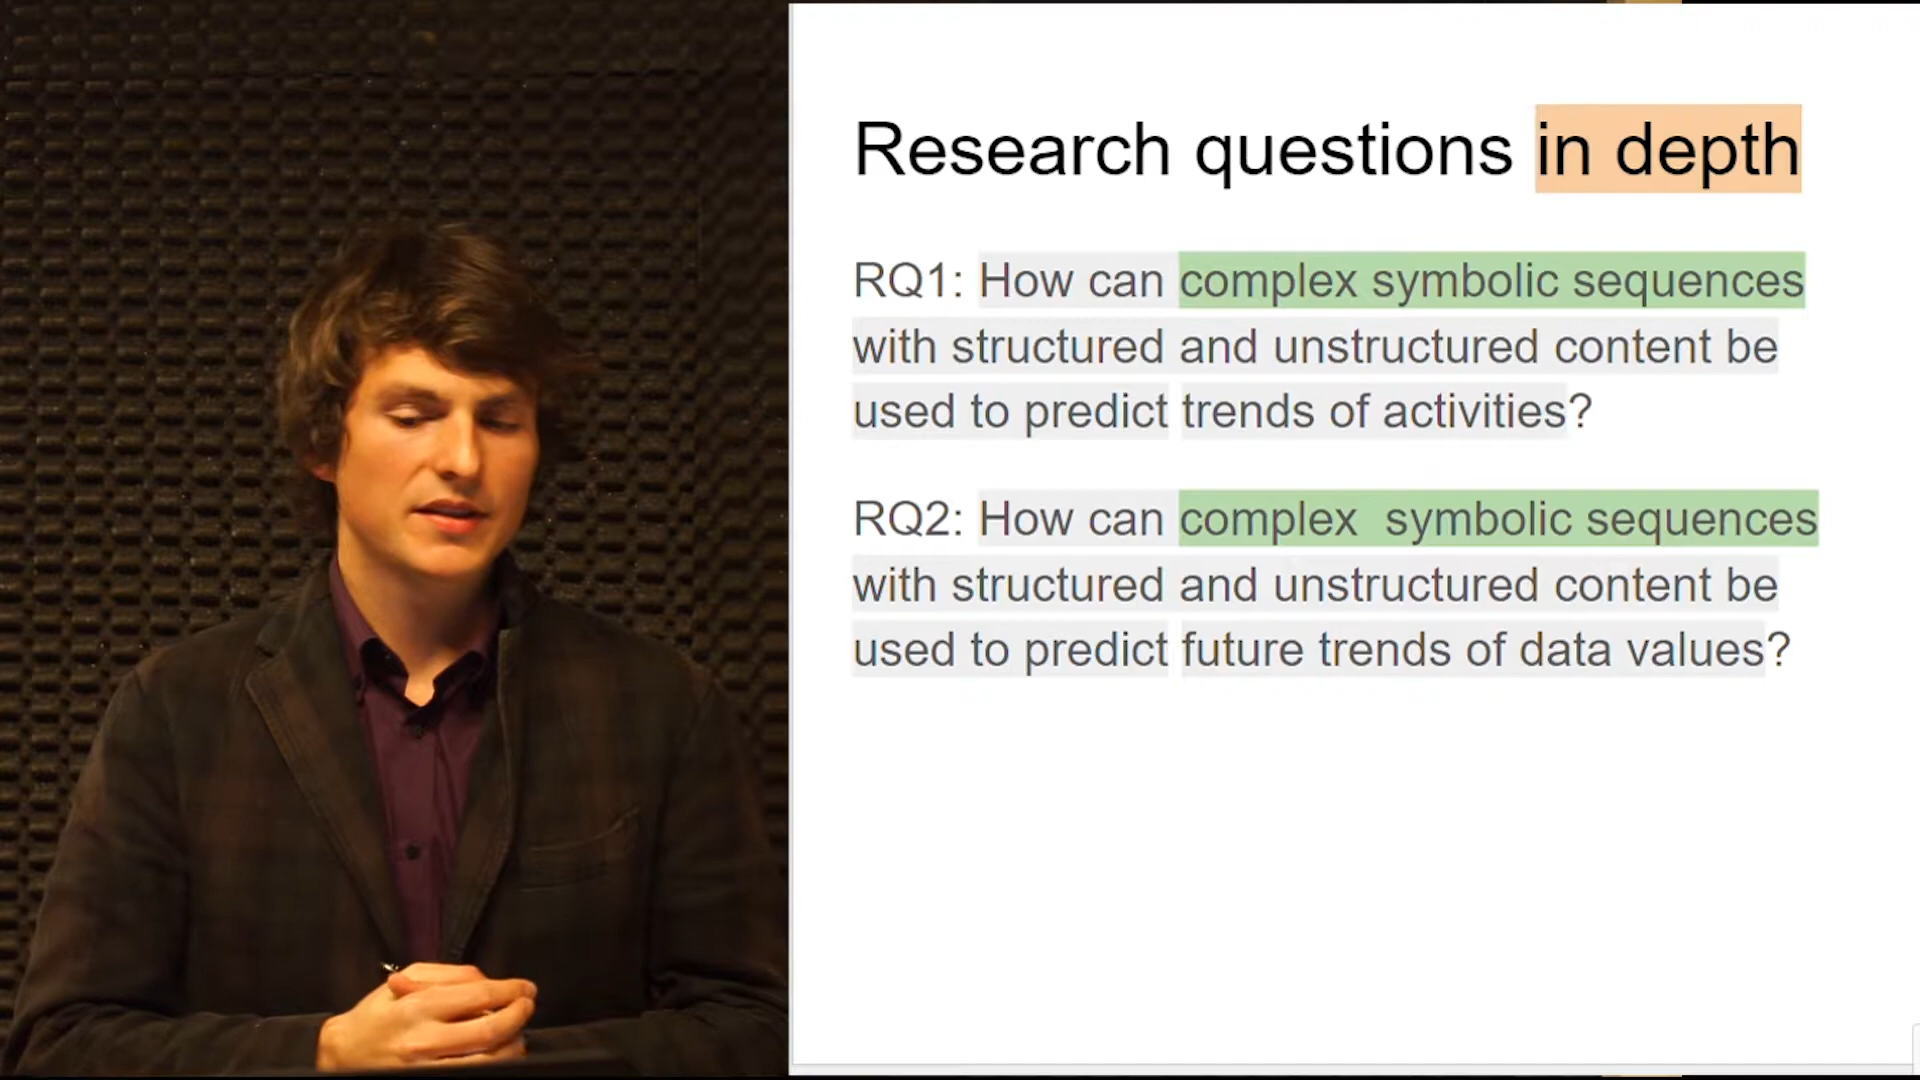 Research questions in depth
RQ1: How can complex symbolic sequences
with structured and unstructured content be
used to predict trends of activities?
RQ2: How can complex  symbolic sequences
with structured and unstructured content be
used to predict future trends of data values?